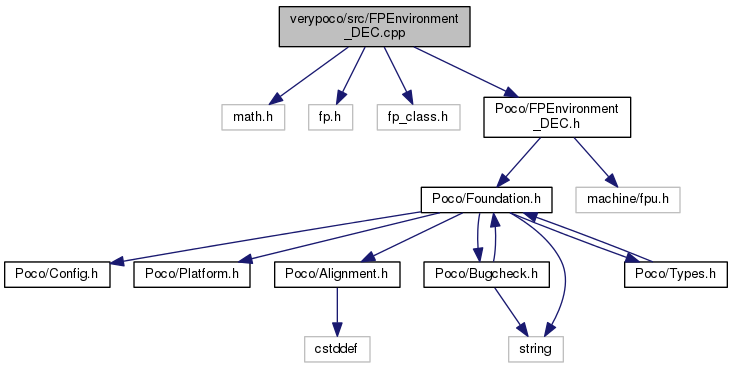 verypoco/src/FPEnvironment
_DEC.cpp
math.h
fp.h
fp_class.h
Poco/FPEnvironment
_DEC.h
Poco/Foundation.h
machine/fpu.h
Poco/Config.h
Poco/Platform.h
Poco/Alignment.h
Poco/Bugcheck.h
Poco/Types.h
cstddef
string